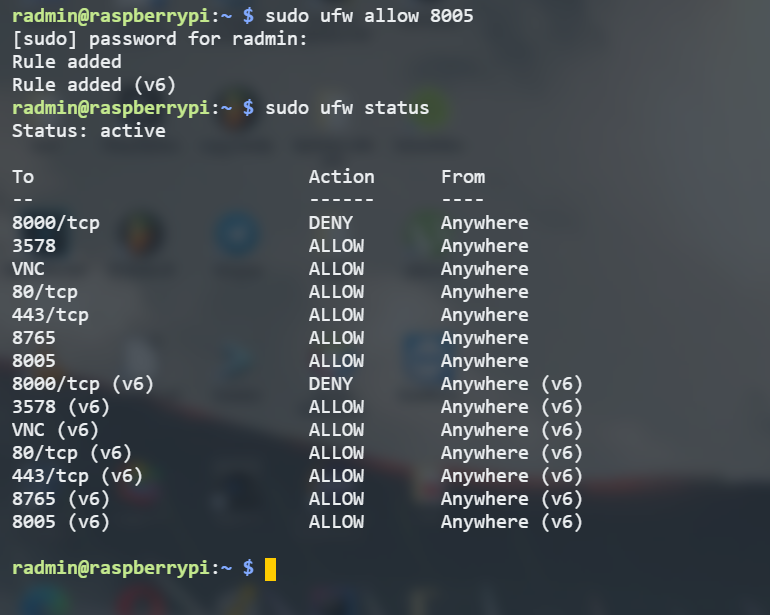 radmin@raspberrypi:~ $ sudo ufw allow 8005
[sudo] password for radmin:
Rule added
Rule added (v6)
radmin@raspberrypi:~ $ sudo ufw status
Status: active
To                         Action      From
--                         ------      ----
8000/tcp                   DENY        Anywhere
3578                       ALLOW       Anywhere
VNC                        ALLOW       Anywhere
80/tcp                     ALLOW       Anywhere
443/tcp                    ALLOW       Anywhere
8765                       ALLOW       Anywhere
8005                       ALLOW       Anywhere
8000/tcp (v6)              DENY        Anywhere (v6)
3578 (v6)                  ALLOW       Anywhere (v6)
VNC (v6)                   ALLOW       Anywhere (v6)
80/tcp (v6)                ALLOW       Anywhere (v6)
443/tcp (v6)               ALLOW       Anywhere (v6)
8765 (v6)                  ALLOW       Anywhere (v6)
8005 (v6)                  ALLOW       Anywhere (v6)
radmin@raspberrypi:~ $